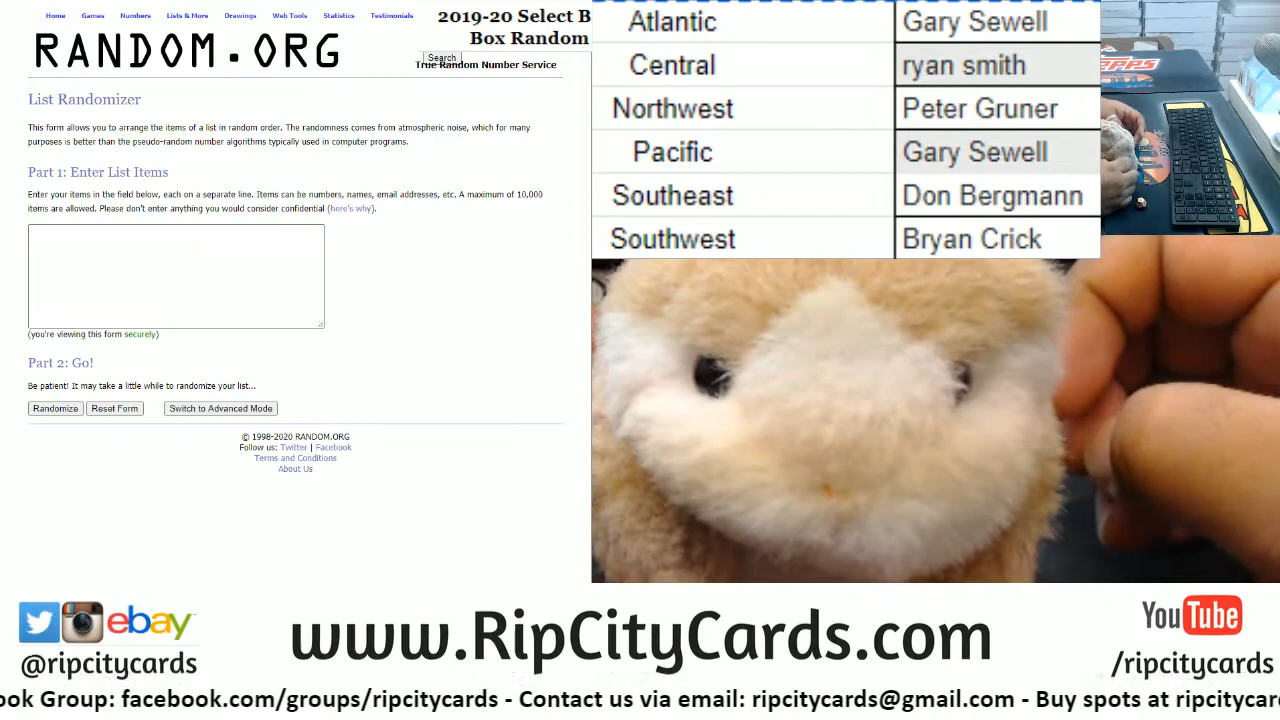 Home Games Numbers Lists & More Drawings Web Tools Statistics Testimonials
RANDOM.ORG
2019-20 Select B
Box Random
Search
True Random Number Service
List Randomizer
This form allows you to arrange the items of a list in random order. The randomness comes from atmospheric noise, which for many
purposes is better than the pseudo-random number algorithms typically used in computer programs.
Part 1: Enter List Items
Enter your items in the field below, each on a separate line. Items can be numbers, names, email addresses, etc. A maximum of 10,000
items are allowed. Please don't enter anything you would consider confidential (here's why).
(you're viewing this form securely)
Part 2: Go!
Be patient! It may take a little while to randomize your list...
Randomize Reset Form Switch to Advanced Mode
© 1998-2020 RANDOM.ORG
Follow us: Twitter | Facebook
Terms and Conditions
About Us
Atlantic Gary Sewell
Central ryan smith
Northwest Peter Gruner
Pacific Gary Sewell
Southeast Don Bergmann
Southwest Bryan Crick
ebay
@ripcitycards
www.RipCityCards.com
YouTube
/ripcitycards
ook Group: facebook.com/groups/ripcitycards - Contact us via email: ripcitycards@gmail.com - Buy spots at ripcitycar